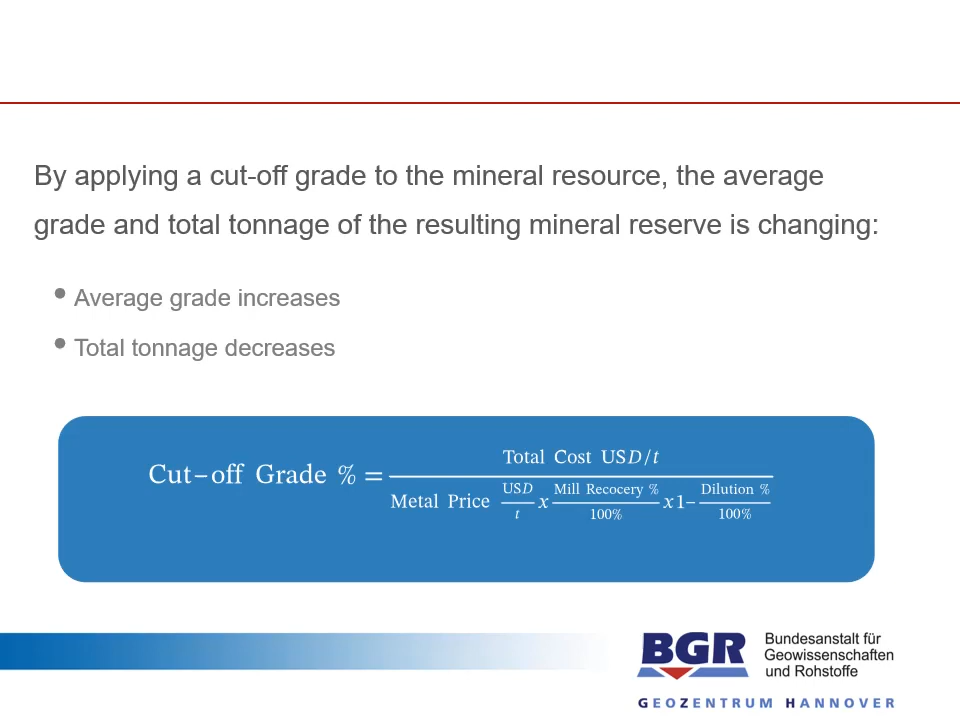 By applying a cut-off grade to the mineral resource, the average
grade and total tonnage of the resulting mineral reserve is changing:
• Average grade increases
• Total tonnage decreases
Cut–off Grade % = Total Cost USD/t
Metal Price USD/t x Mill Recocery %/100% x 1– Dilution %/100%
BGR
Bundesanstalt für
Geowissenschaften
und Rohstoffe
GEOZENTRUM HANNOVER